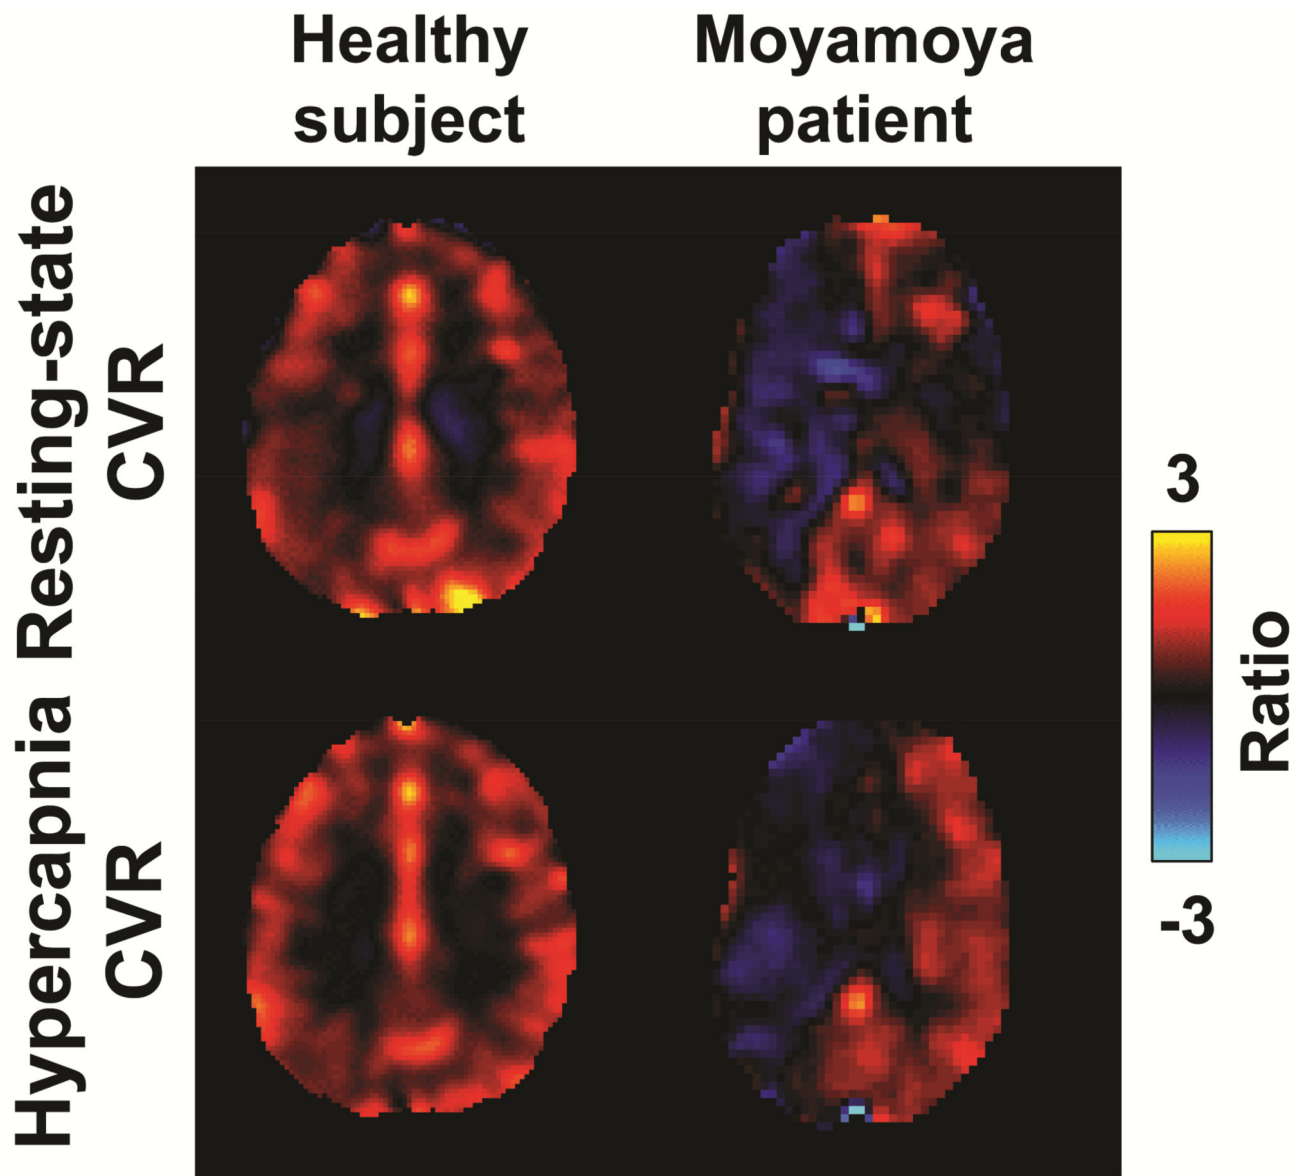 Healthy
subject
Moyamoya
patient
Resting-state
CVR
Hypercapnia
CVR
3
Ratio
-3